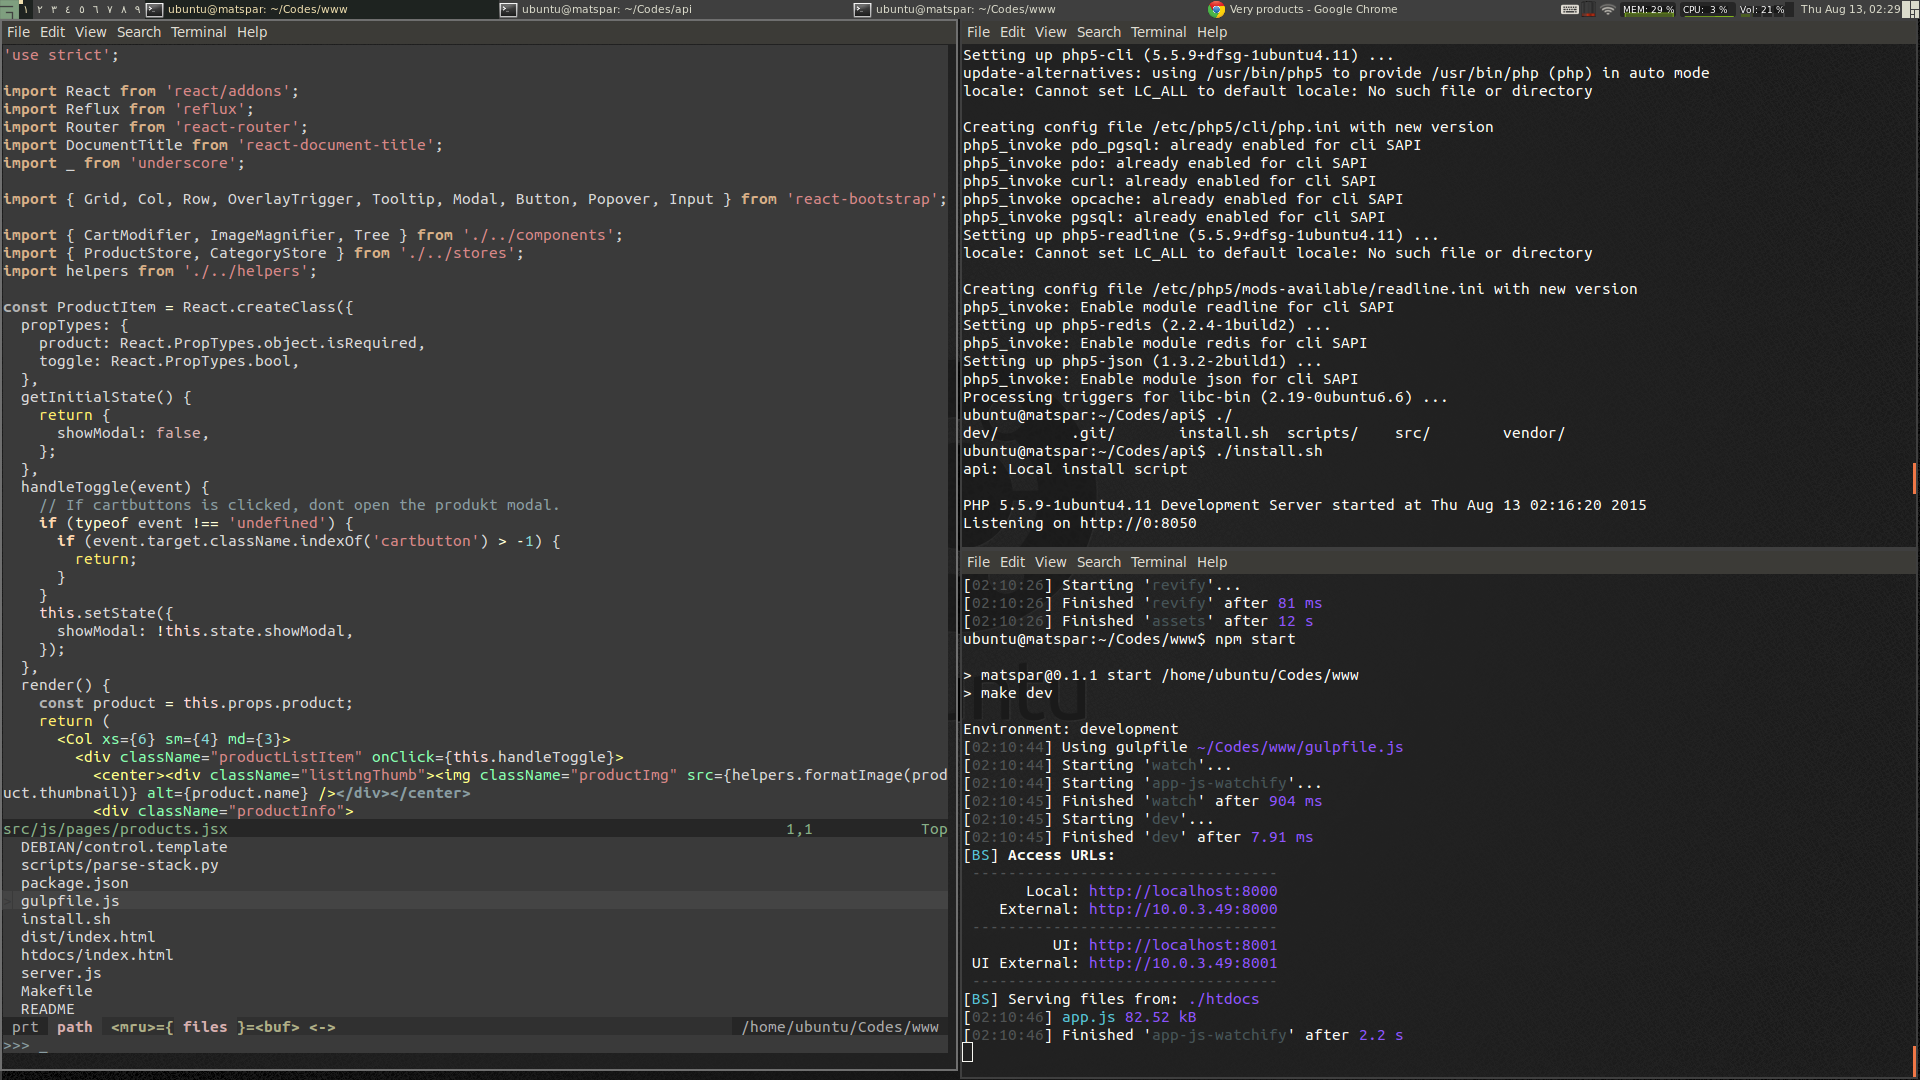 ١ ٢ ٣ ٤ ٥ ٦ ٧ ٨ ٩ ubuntu@matspar: ~/Codes/www ubuntu@matspar: ~/Codes/api ubuntu@matspar: ~/Codes/www Very products - Google Chrome MEM: 29 % CPU: 3 % Vol: 21 % Thu Aug 13, 02:29
File Edit View Search Terminal Help
'use strict';
import React from 'react/addons';
import Reflux from 'reflux';
import Router from 'react-router';
import DocumentTitle from 'react-document-title';
import _ from 'underscore';
import { Grid, Col, Row, OverlayTrigger, Tooltip, Modal, Button, Popover, Input } from 'react-bootstrap';
import { CartModifier, ImageMagnifier, Tree } from './../components';
import { ProductStore, CategoryStore } from './../stores';
import helpers from './../helpers';
const ProductItem = React.createClass({
  propTypes: {
    product: React.PropTypes.object.isRequired,
    toggle: React.PropTypes.bool,
  },
  getInitialState() {
    return {
      showModal: false,
    };
  },
  handleToggle(event) {
    // If cartbuttons is clicked, dont open the produkt modal.
    if (typeof event !== 'undefined') {
      if (event.target.className.indexOf('cartbutton') > -1) {
        return;
      }
    }
    this.setState({
      showModal: !this.state.showModal,
    });
  },
  render() {
    const product = this.props.product;
    return (
      <Col xs={6} sm={4} md={3}>
        <div className="productListItem" onClick={this.handleToggle}>
          <center><div className="listingThumb"><img className="productImg" src={helpers.formatImage(prod
uct.thumbnail)} alt={product.name} /></div></center>
          <div className="productInfo">
src/js/pages/products.jsx 1,1 Top
  DEBIAN/control.template
  scripts/parse-stack.py
  package.json
> gulpfile.js
  install.sh
  dist/index.html
  htdocs/index.html
  server.js
  Makefile
  README
prt path <mru>={ files }=<buf> <-> /home/ubuntu/Codes/www
>>> _
File Edit View Search Terminal Help
Setting up php5-cli (5.5.9+dfsg-1ubuntu4.11) ...
update-alternatives: using /usr/bin/php5 to provide /usr/bin/php (php) in auto mode
locale: Cannot set LC_ALL to default locale: No such file or directory
Creating config file /etc/php5/cli/php.ini with new version
php5_invoke pdo_pgsql: already enabled for cli SAPI
php5_invoke pdo: already enabled for cli SAPI
php5_invoke curl: already enabled for cli SAPI
php5_invoke opcache: already enabled for cli SAPI
php5_invoke pgsql: already enabled for cli SAPI
Setting up php5-readline (5.5.9+dfsg-1ubuntu4.11) ...
locale: Cannot set LC_ALL to default locale: No such file or directory
Creating config file /etc/php5/mods-available/readline.ini with new version
php5_invoke: Enable module readline for cli SAPI
Setting up php5-redis (2.2.4-1build2) ...
php5_invoke: Enable module redis for cli SAPI
Setting up php5-json (1.3.2-2build1) ...
php5_invoke: Enable module json for cli SAPI
Processing triggers for libc-bin (2.19-0ubuntu6.6) ...
ubuntu@matspar:~/Codes/api$ ./
dev/ .git/ install.sh scripts/ src/ vendor/
ubuntu@matspar:~/Codes/api$ ./install.sh
api: Local install script
PHP 5.5.9-1ubuntu4.11 Development Server started at Thu Aug 13 02:16:20 2015
Listening on http://0:8050
File Edit View Search Terminal Help
[02:10:26] Starting 'revify'...
[02:10:26] Finished 'revify' after 81 ms
[02:10:26] Finished 'assets' after 12 s
ubuntu@matspar:~/Codes/www$ npm start
> matspar@0.1.1 start /home/ubuntu/Codes/www
> make dev
Environment: development
[02:10:44] Using gulpfile ~/Codes/www/gulpfile.js
[02:10:44] Starting 'watch'...
[02:10:44] Starting 'app-js-watchify'...
[02:10:45] Finished 'watch' after 904 ms
[02:10:45] Starting 'dev'...
[02:10:45] Finished 'dev' after 7.91 ms
[BS] Access URLs:
 ----------------------------------
Local: http://localhost:8000
External: http://10.0.3.49:8000
 ----------------------------------
UI: http://localhost:8001
UI External: http://10.0.3.49:8001
 ----------------------------------
[BS] Serving files from: ./htdocs
[02:10:46] app.js 82.52 kB
[02:10:46] Finished 'app-js-watchify' after 2.2 s